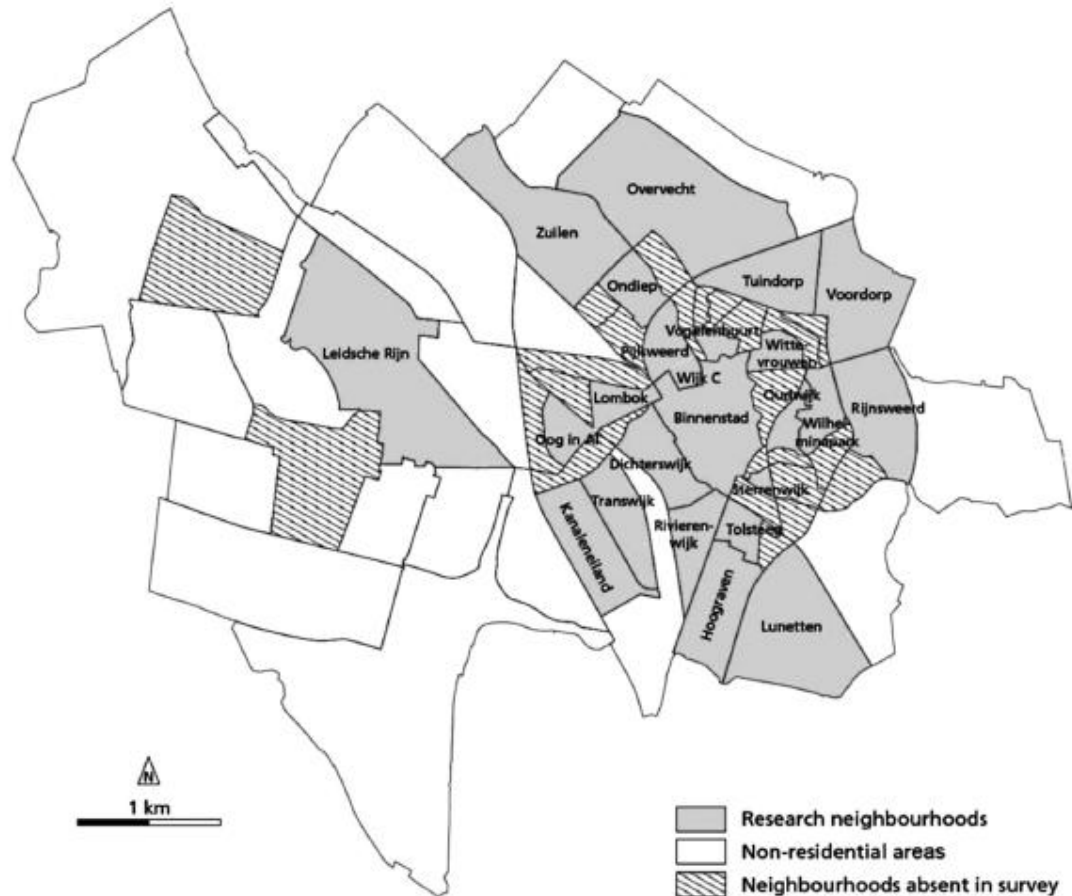 Overvecht
Zuilen
Ondiep
Tuindorp
Voordorp
Vogelenbuurt
Pijlsweerd
Witte-
vrouwen
Leidsche Rijn
Wijk C
Lombok
Binnenstad
Oudwijk
Wilhel-
minapark
Rijnsweerd
Oog in Al
Dichterswijk
Sterrenwijk
Transwijk
Rivieren-
wijk
Tolsteeg
Kanaleneiland
Hoograven
Lunetten
N
1 km
Research neighbourhoods
Non-residential areas
Neighbourhoods absent in survey